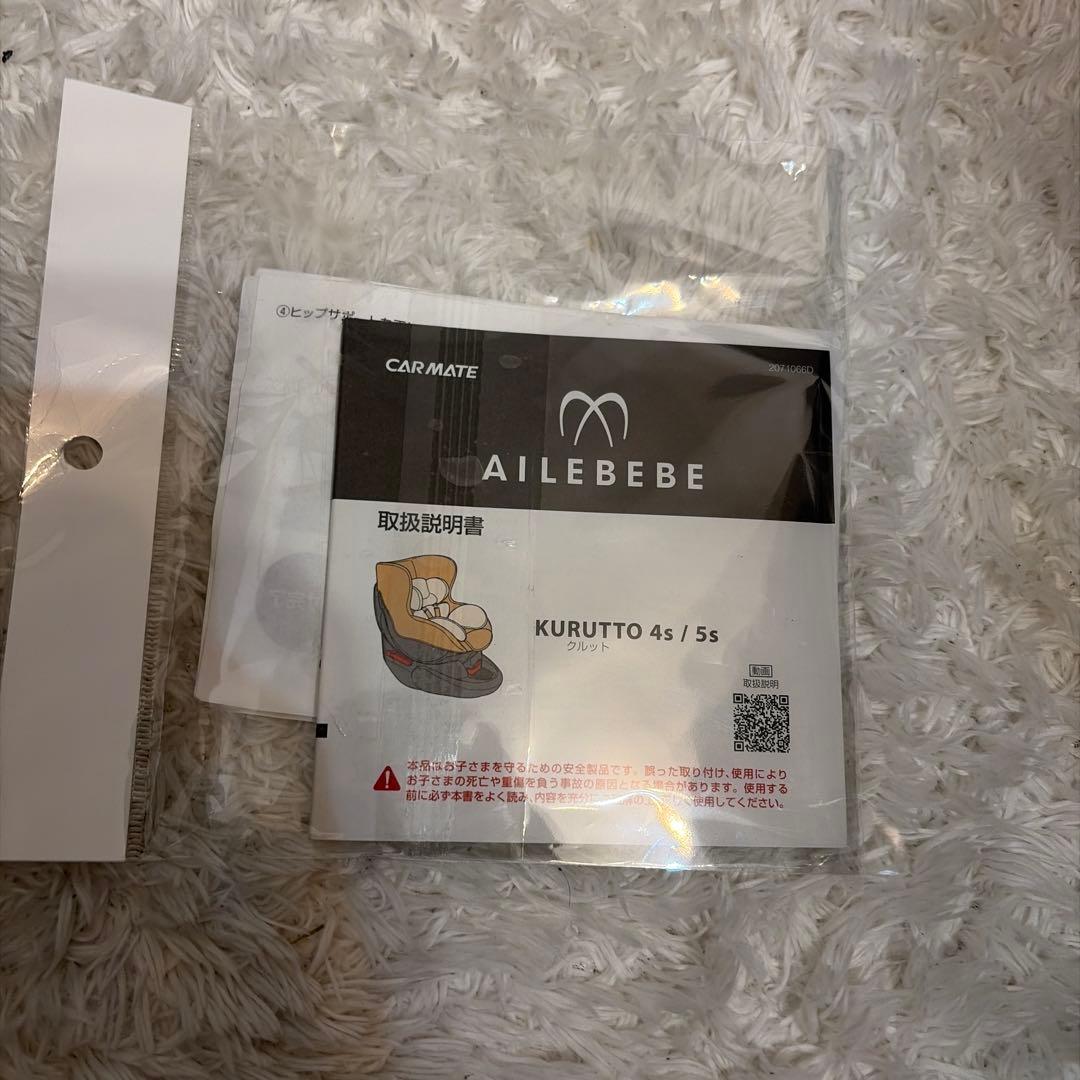 ④ヒップサポート
CARMATE
2071066D
AILEBEBE
取扱説明書
KURUTTO 4s / 5s
クルット
動画
取扱説明
本品はお子さまを守るための安全製品です。誤った取り付け、使用により
お子さまの死亡や重傷を負う事故の原因となる場合があります。使用する
前に必ず本書をよく読み、内容を充分に 使用してください。